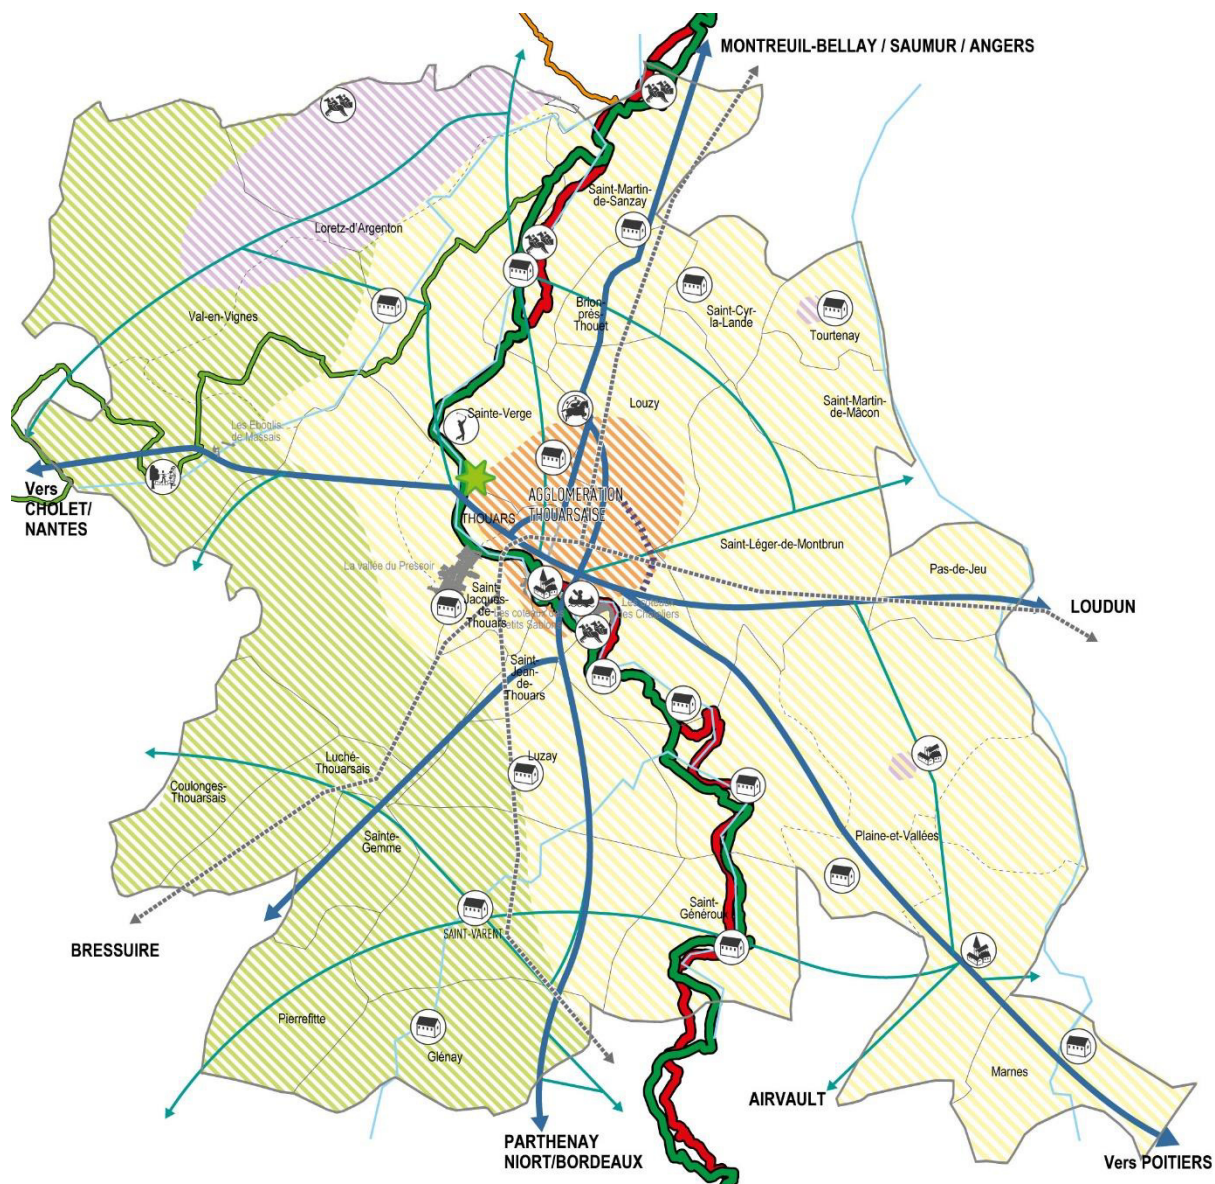 MONTREUIL-BELLAY / SAUMUR / ANGERS
Saint-Martin-
de-Sanzay
Loretz-d'Argenton
Val-en-Vignes
Brion-
près-
Thouet
Saint-Cyr-
la-Lande
Tourtenay
Saint-Martin-
de-Mâcon
Louzy
Sainte-Verge
Les Eboulis
de Massais
Vers
CHOLET/
NANTES
AGGLOMÉRATION
THOUARSAISE
THOUARS
Saint-Léger-de-Montbrun
Pas-de-Jeu
LOUDUN
La vallée du Pressoir
Saint-
Jacques-
de-
Thouars
Saint-
Jean-
de-
Thouars
Luché-
Thouarsais
Coulonges-
Thouarsais
Luzay
Sainte-
Gemme
Plaine-et-Vallées
Saint-
Généroux
SAINT-VARENT
BRESSUIRE
Pierrefitte
Glénay
Marnes
AIRVAULT
PARTHENAY
NIORT/BORDEAUX
Vers POITIERS